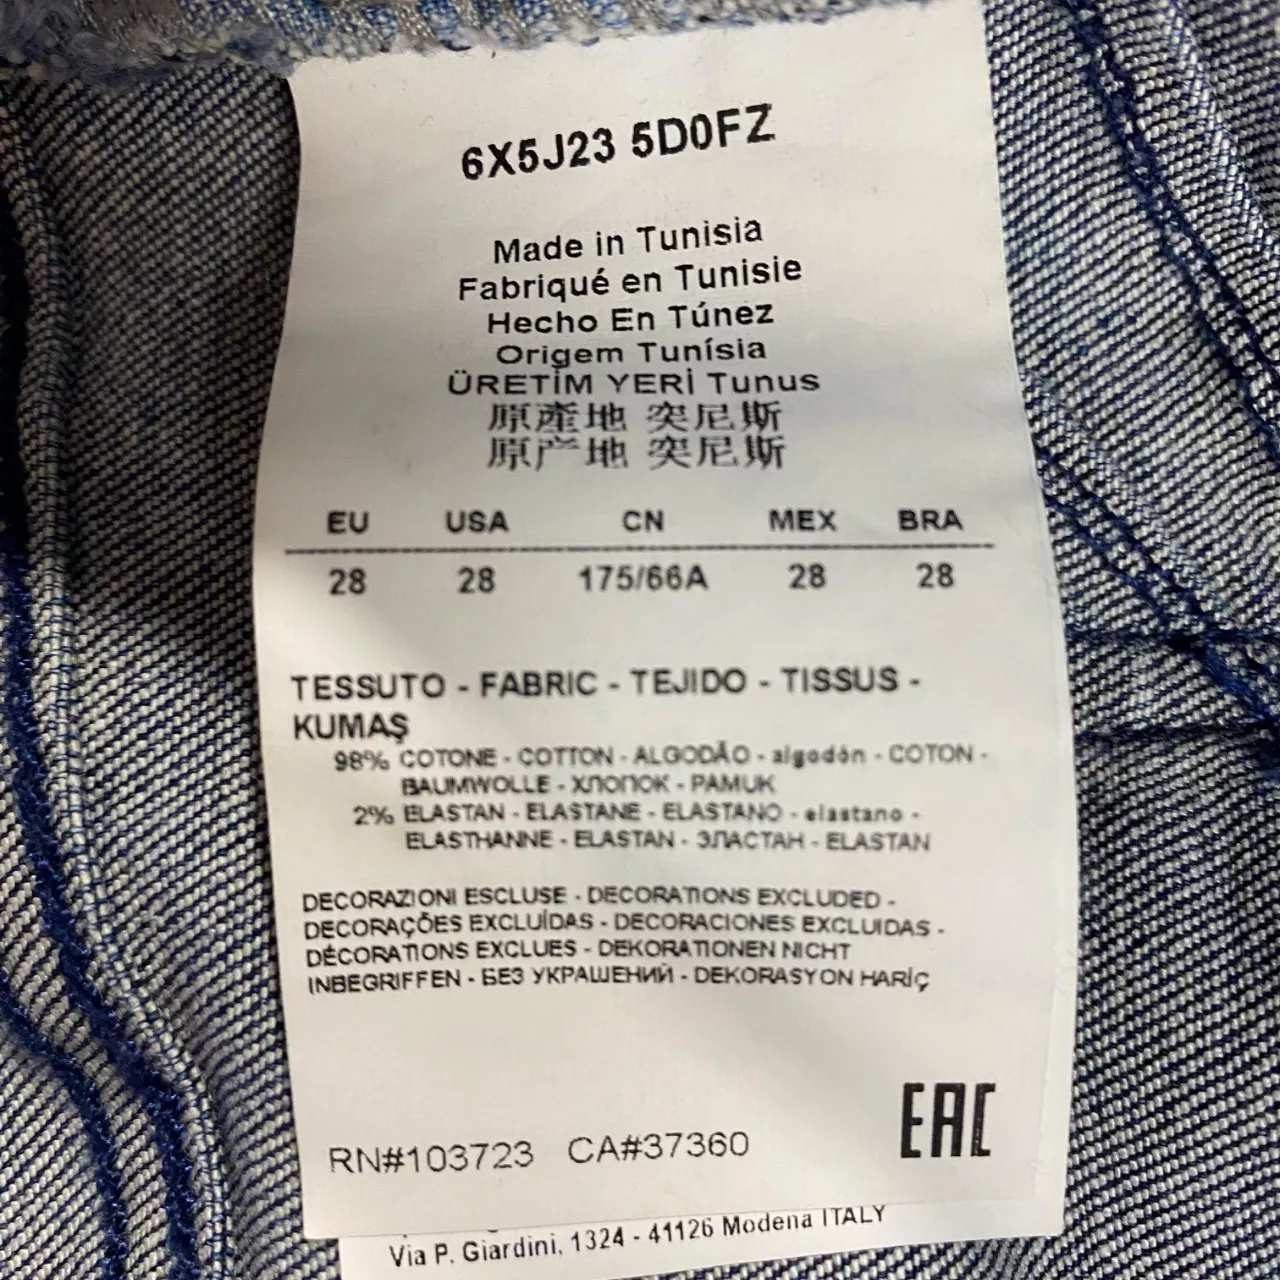 6X5J23 5D0FZ
Made in Tunisia
Fabriqué en Tunisie
Hecho En Túnez
Origem Tunísia
ÜRETİM YERİ Tunus
原產地 突尼斯
原产地 突尼斯
EU USA CN MEX BRA
28 28 175/66A 28 28
TESSUTO - FABRIC - TEJIDO - TISSUS -
KUMAŞ
98% COTONE - COTTON - ALGODÃO - algodón - COTON -
BAUMWOLLE - ХЛОПОК - PAMUK
2% ELASTAN - ELASTANE - ELASTANO - elastano -
ELASTHANNE - ELASTAN - ЭЛАСТАН - ELASTAN
DECORAZIONI ESCLUSE - DECORATIONS EXCLUDED -
DECORAÇÕES EXCLUÍDAS - DECORACIONES EXCLUIDAS -
DÉCORATIONS EXCLUES - DEKORATIONEN NICHT
INBEGRIFFEN - БЕЗ УКРАШЕНИЙ - DEKORASYON HARİÇ
EAC
RN#103723 CA#37360
Via P. Giardini, 1324 - 41126 Modena ITALY